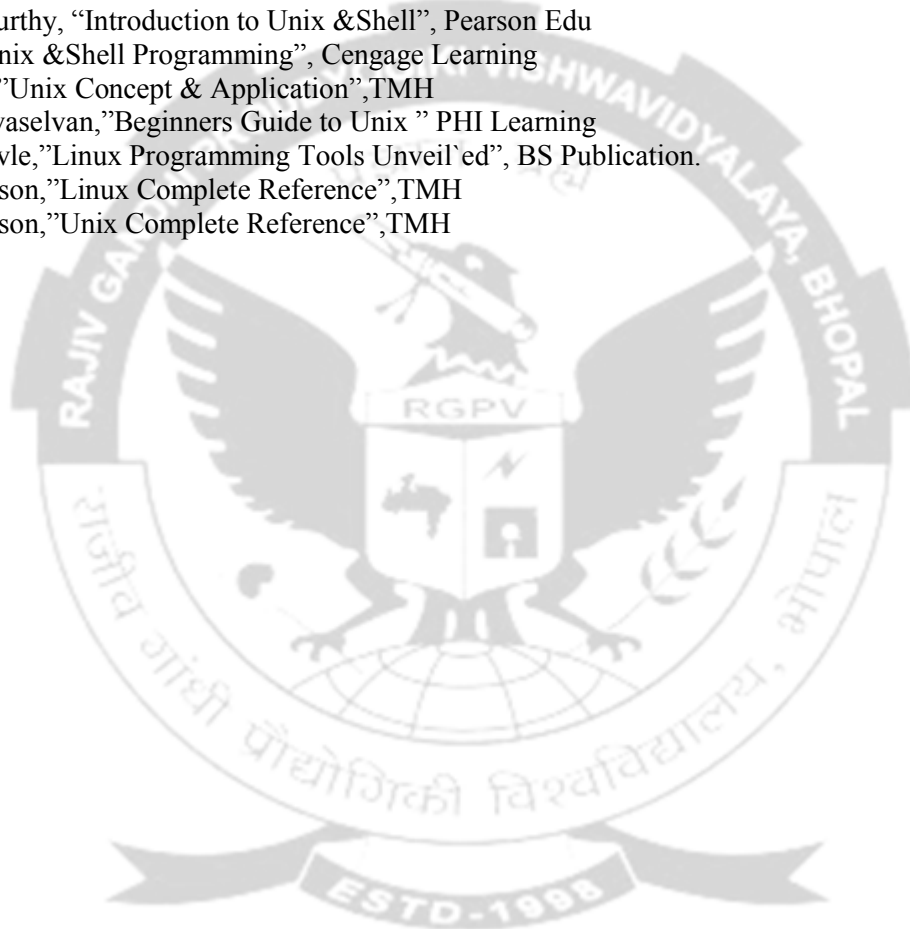 urthy, “Introduction to Unix &Shell”, Pearson Edu
nix &Shell Programming”, Cengage Learning
”Unix Concept & Application”,TMH
vaselvan,”Beginners Guide to Unix ” PHI Learning
vle,”Linux Programming Tools Unveil`ed”, BS Publication.
son,”Linux Complete Reference”,TMH
son,”Unix Complete Reference”,TMH
RAJIV GANDHI PROUDYOGIKI VISHWAVIDYALAYA, BHOPAL
RGPV
राजीव गांधी प्रौद्योगिकी विश्वविद्यालय, भोपाल
ESTD-1998